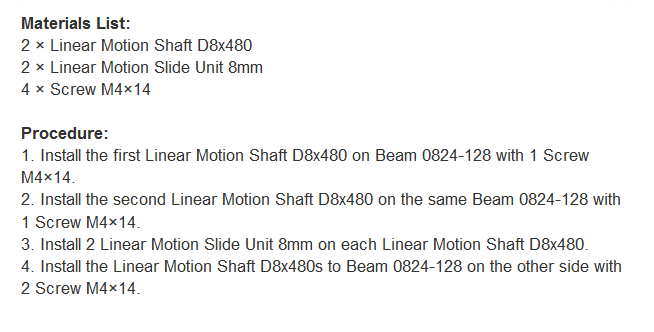 Materials List:
2 × Linear Motion Shaft D8x480
2 × Linear Motion Slide Unit 8mm
4 × Screw M4×14
Procedure:
1. Install the first Linear Motion Shaft D8x480 on Beam 0824-128 with 1 Screw
M4×14.
2. Install the second Linear Motion Shaft D8x480 on the same Beam 0824-128 with
1 Screw M4×14.
3. Install 2 Linear Motion Slide Unit 8mm on each Linear Motion Shaft D8x480.
4. Install the Linear Motion Shaft D8x480s to Beam 0824-128 on the other side with
2 Screw M4×14.